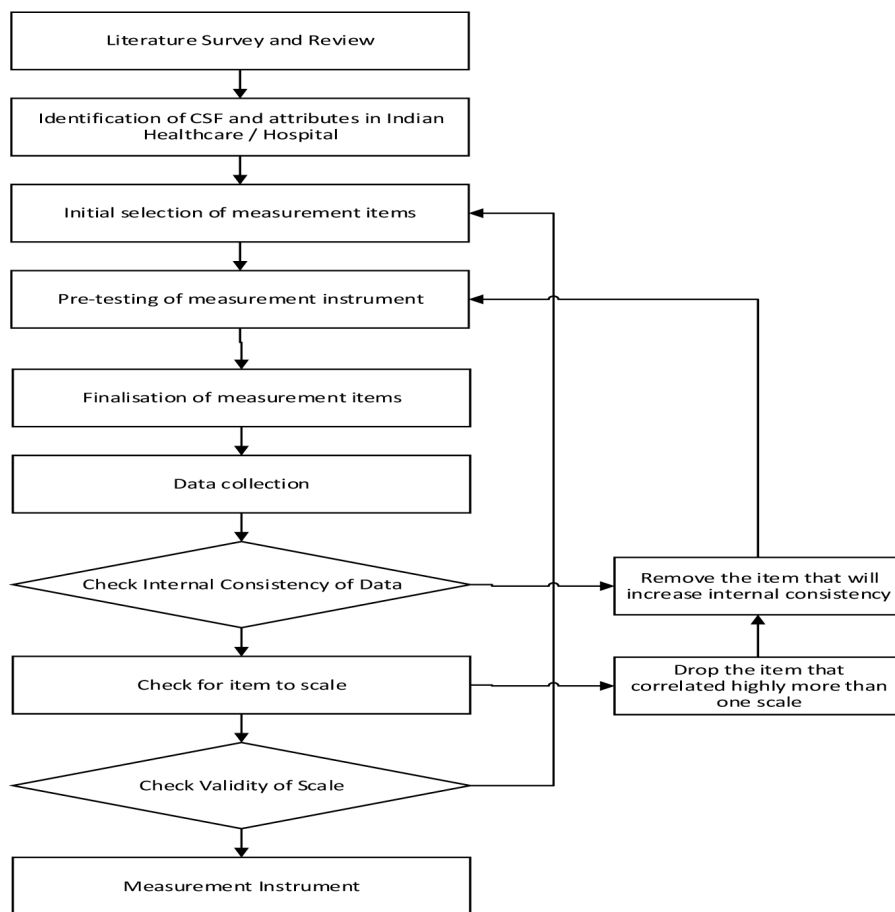 Literature Survey and Review
Identification of CSF and attributes in Indian
Healthcare / Hospital
Initial selection of measurement items
Pre-testing of measurement instrument
Finalisation of measurement items
Data collection
Check Internal Consistency of Data
Remove the item that will
increase internal consistency
Check for item to scale
Drop the item that
correlated highly more than
one scale
Check Validity of Scale
Measurement Instrument